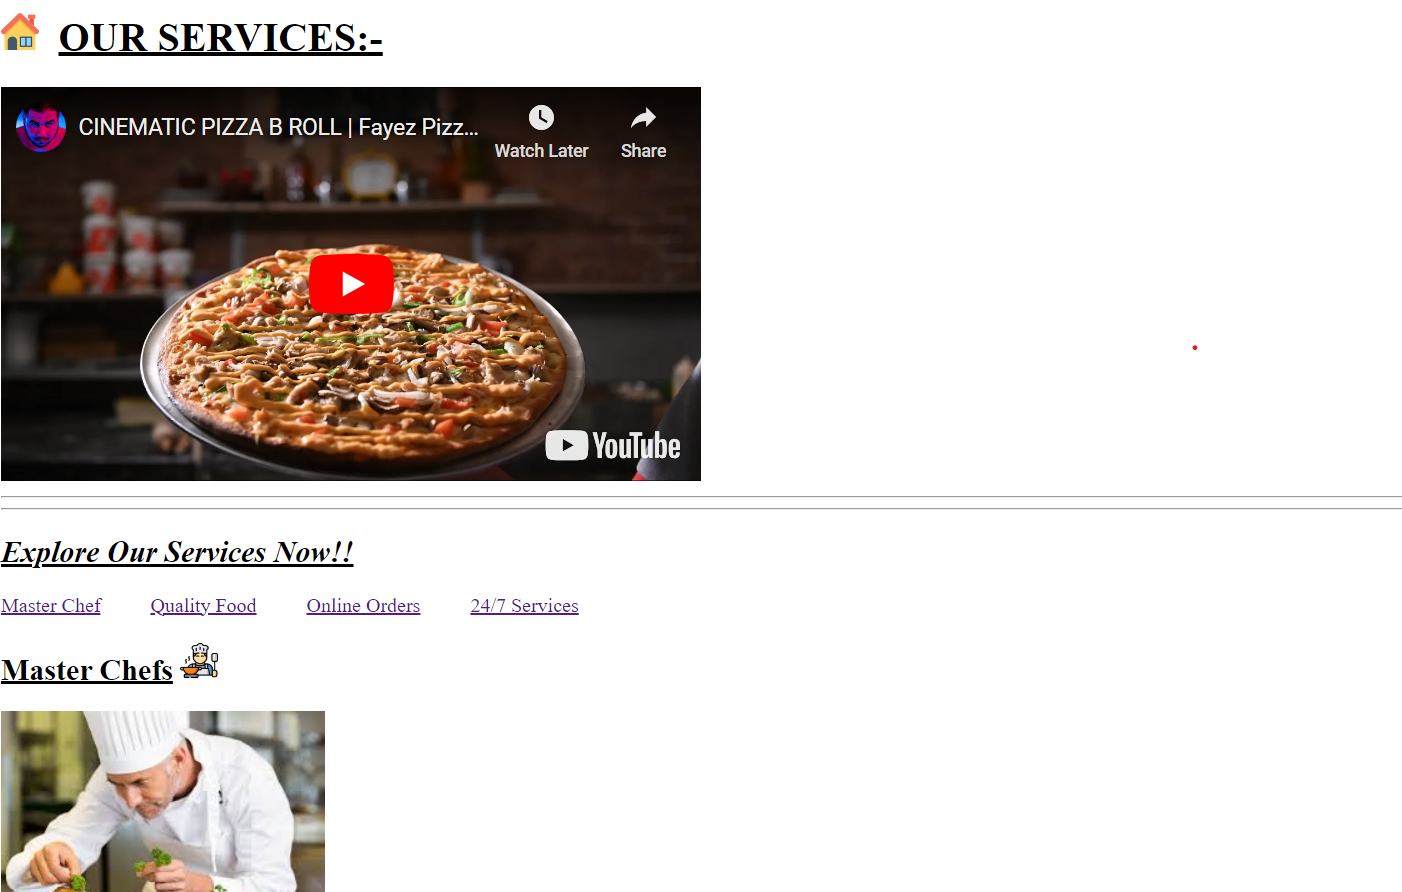 OUR SERVICES:-
CINEMATIC PIZZA B ROLL | Fayez Pizz...
Watch Later
Share
YouTube
Explore Our Services Now!!
Master Chef Quality Food Online Orders 24/7 Services
Master Chefs